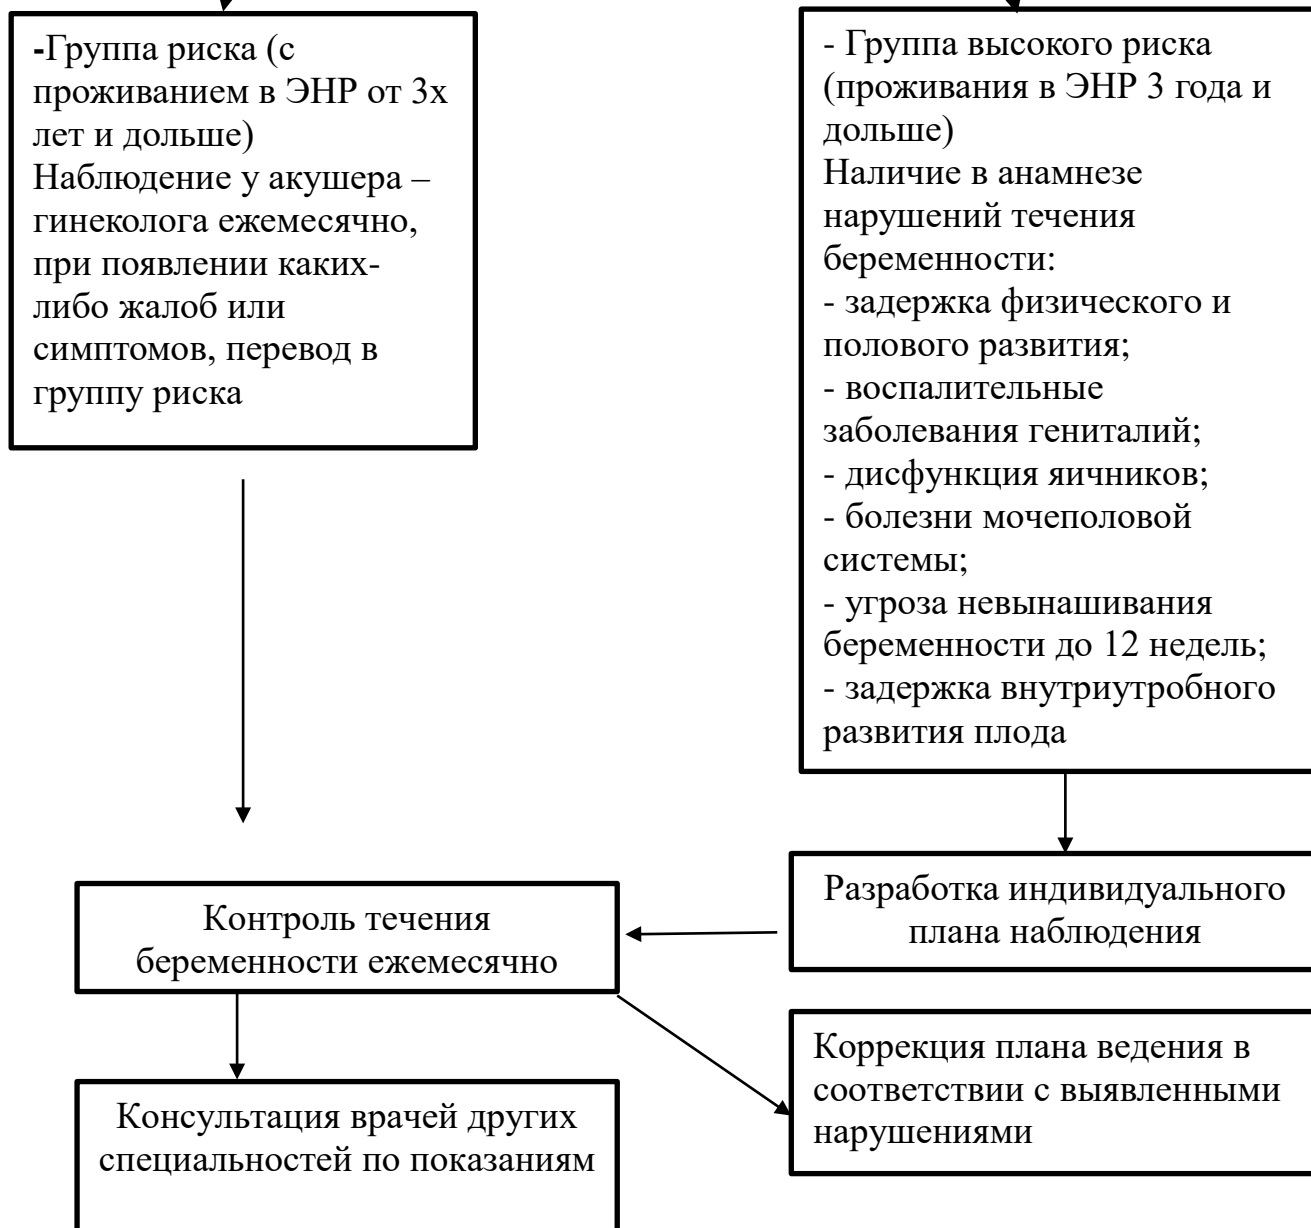 -Группа риска (с
проживанием в ЭНР от 3х
лет и дольше)
Наблюдение у акушера –
гинеколога ежемесячно,
при появлении каких-
либо жалоб или
симптомов, перевод в
группу риска
- Группа высокого риска
(проживания в ЭНР 3 года и
дольше)
Наличие в анамнезе
нарушений течения
беременности:
- задержка физического и
полового развития;
- воспалительные
заболевания гениталий;
- дисфункция яичников;
- болезни мочеполовой
системы;
- угроза невынашивания
беременности до 12 недель;
- задержка внутриутробного
развития плода
Разработка индивидуального
плана наблюдения
Контроль течения
беременности ежемесячно
Коррекция плана ведения в
соответствии с выявленными
нарушениями
Консультация врачей других
специальностей по показаниям